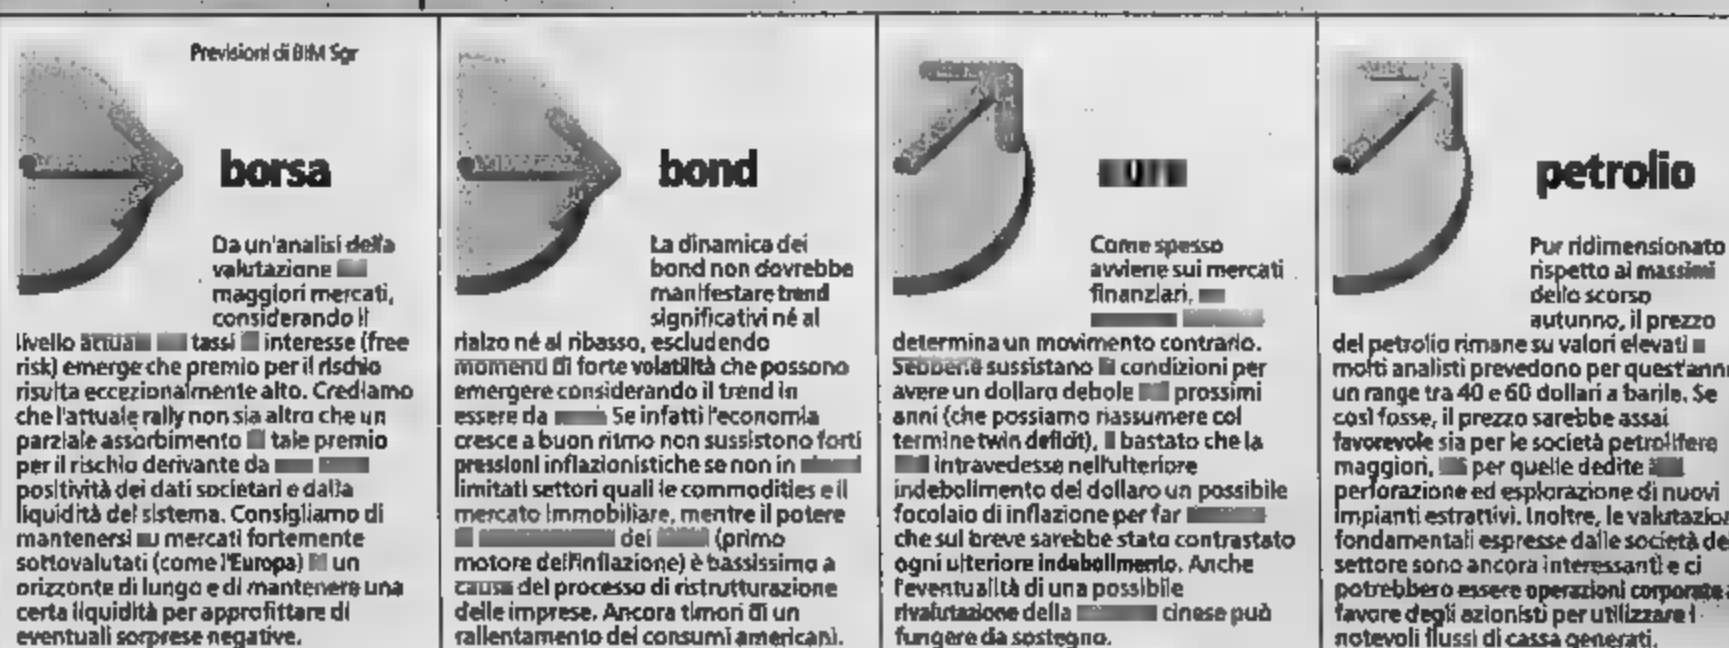 Previsioni di BIM Sgr
borsa
Da un'analisi della
valutazione
maggiori mercati,
considerando il
livello tassi interesse (free
risk) emerge che premio per il rischio
risulta eccezionalmente alto. Crediamo
che l'attuale rally non sia altro che un
parziale assorbimento tale premio
per il rischio derivante da
positività dei dati societari e dalla
liquidità del sistema. Consigliamo di
mantenersi su mercati fortemente
sottovalutati (come l'Europa) un
orizzonte di lungo e di mantenere una
certa liquidità per approfittare di
eventuali sorprese negative.
bond
La dinamica dei
bond non dovrebbe
manifestare trend
significativi né al
rialzo né al ribasso, escludendo
momenti di forte volatilità che possono
emergere considerando il trend in
essere da Se infatti l'economia
cresce a buon ritmo non sussistono forti
pressioni inflazionistiche se non in
limitati settori quali le commodities e il
mercato immobiliare, mentre il potere
dei (primo
motore dell'inflazione) è bassissimo a
causa del processo di ristrutturazione
delle imprese. Ancora timori di un
rallentamento dei consumi americani.
Come spesso
avviene sui mercati
finanziari,
determina un movimento contrario.
Sebbene sussistano condizioni per
avere un dollaro debole prossimi
anni (che possiamo riassumere col
termine twin deficit), bastato che la
intravedesse nell'ulteriore
indebolimento del dollaro un possibile
focolaio di inflazione per far
che sul breve sarebbe stato contrastato
ogni ulteriore indebolimento. Anche
l'eventualità di una possibile
rivalutazione della cinese può
fungere da sostegno.
petrolio
Pur ridimensionato
rispetto ai massimi
dello scorso
autunno, il prezzo
del petrolio rimane su valori elevati
molti analisti prevedono per quest'anno
un range tra 40 e 60 dollari a barile. Se
così fosse, il prezzo sarebbe assai
favorevole sia per le società petrolifere
maggiori, per quelle dedite
perforazione ed esplorazione di nuovi
impianti estrattivi. Inoltre, le valutazion
fondamentali espresse dalle società de
settore sono ancora interessanti e ci
potrebbero essere operazioni corporate a
favore degli azionisti per utilizzare i
notevoli flussi di cassa generati.